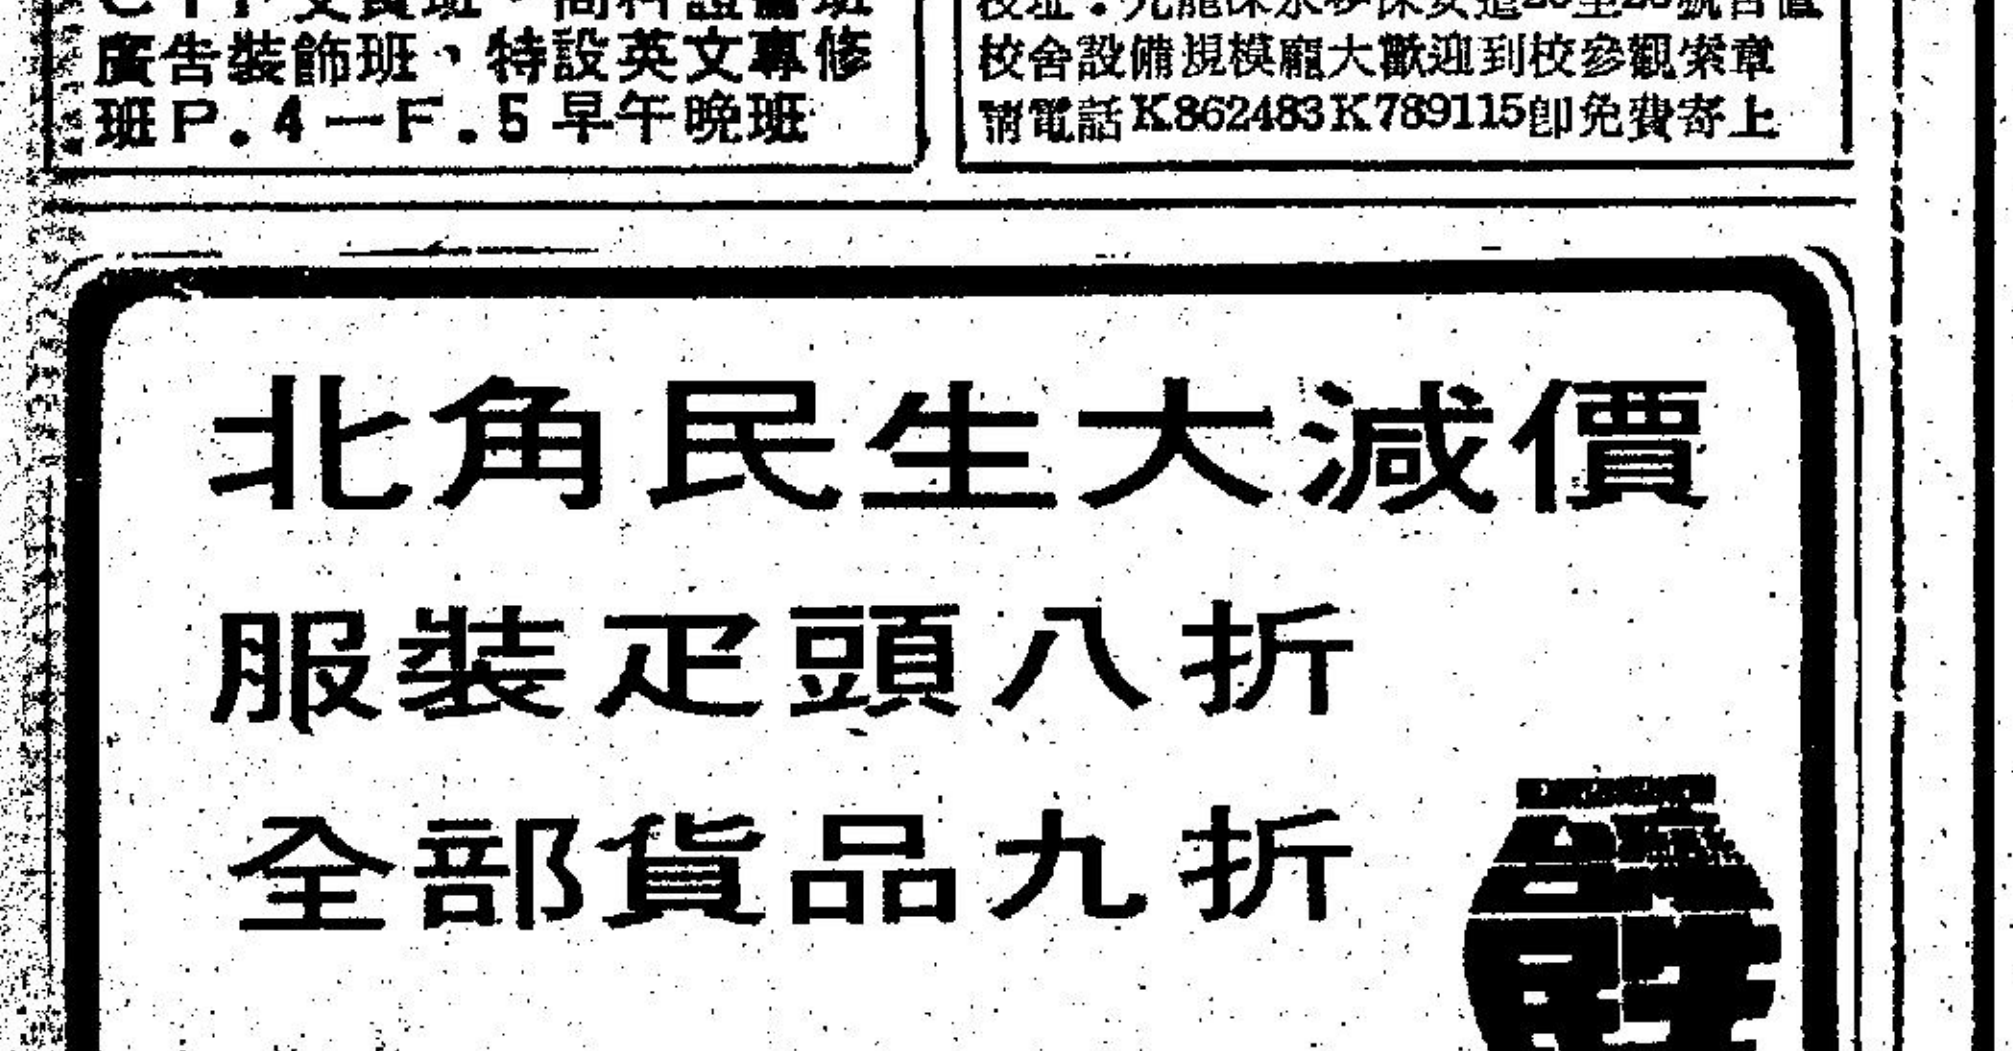 廣告裝飾班、特設英文專修
班P.4—F.5早午晚班
校舍設備規模龐大歡迎到校參觀索章
請電話K862483K789115卽免費寄上
北角民生大減價
服裝疋頭八折
全部貨品九折